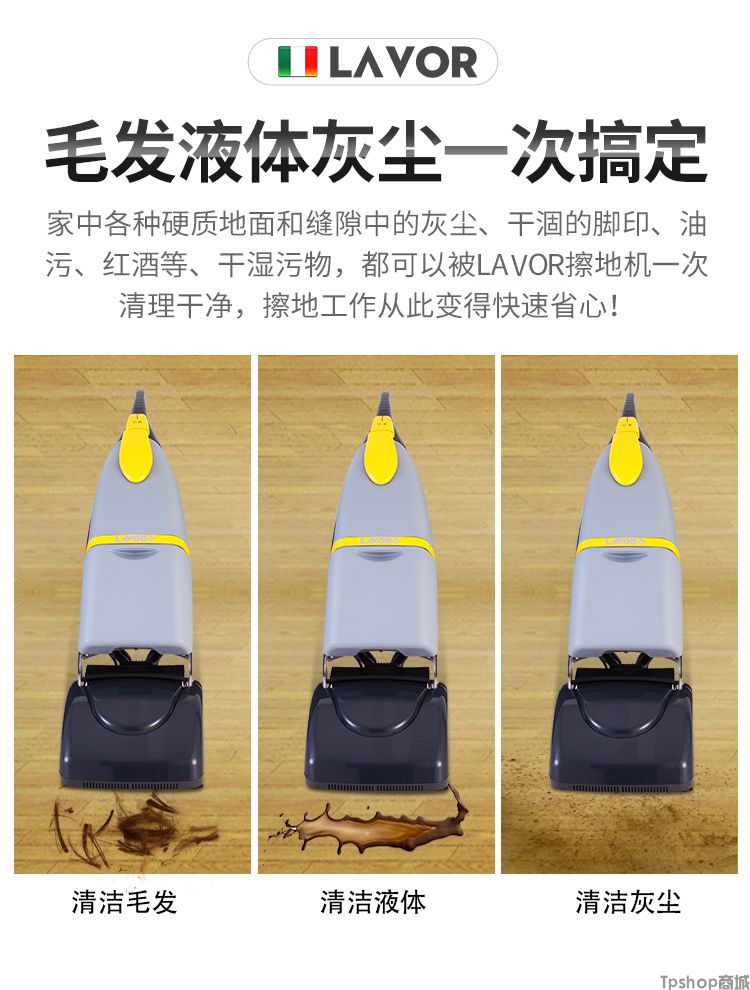 LAVOR
毛发液体灰尘一次搞定
家中各种硬质地面和缝隙中的灰尘、干涸的脚印、油
污、红酒等、干湿污物，都可以被LAVOR擦地机一次
清理干净，擦地工作从此变得快速省心！
LAVOR
LAVOR
LAVOR
清洁毛发
清洁液体
清洁灰尘
Tpshop商城